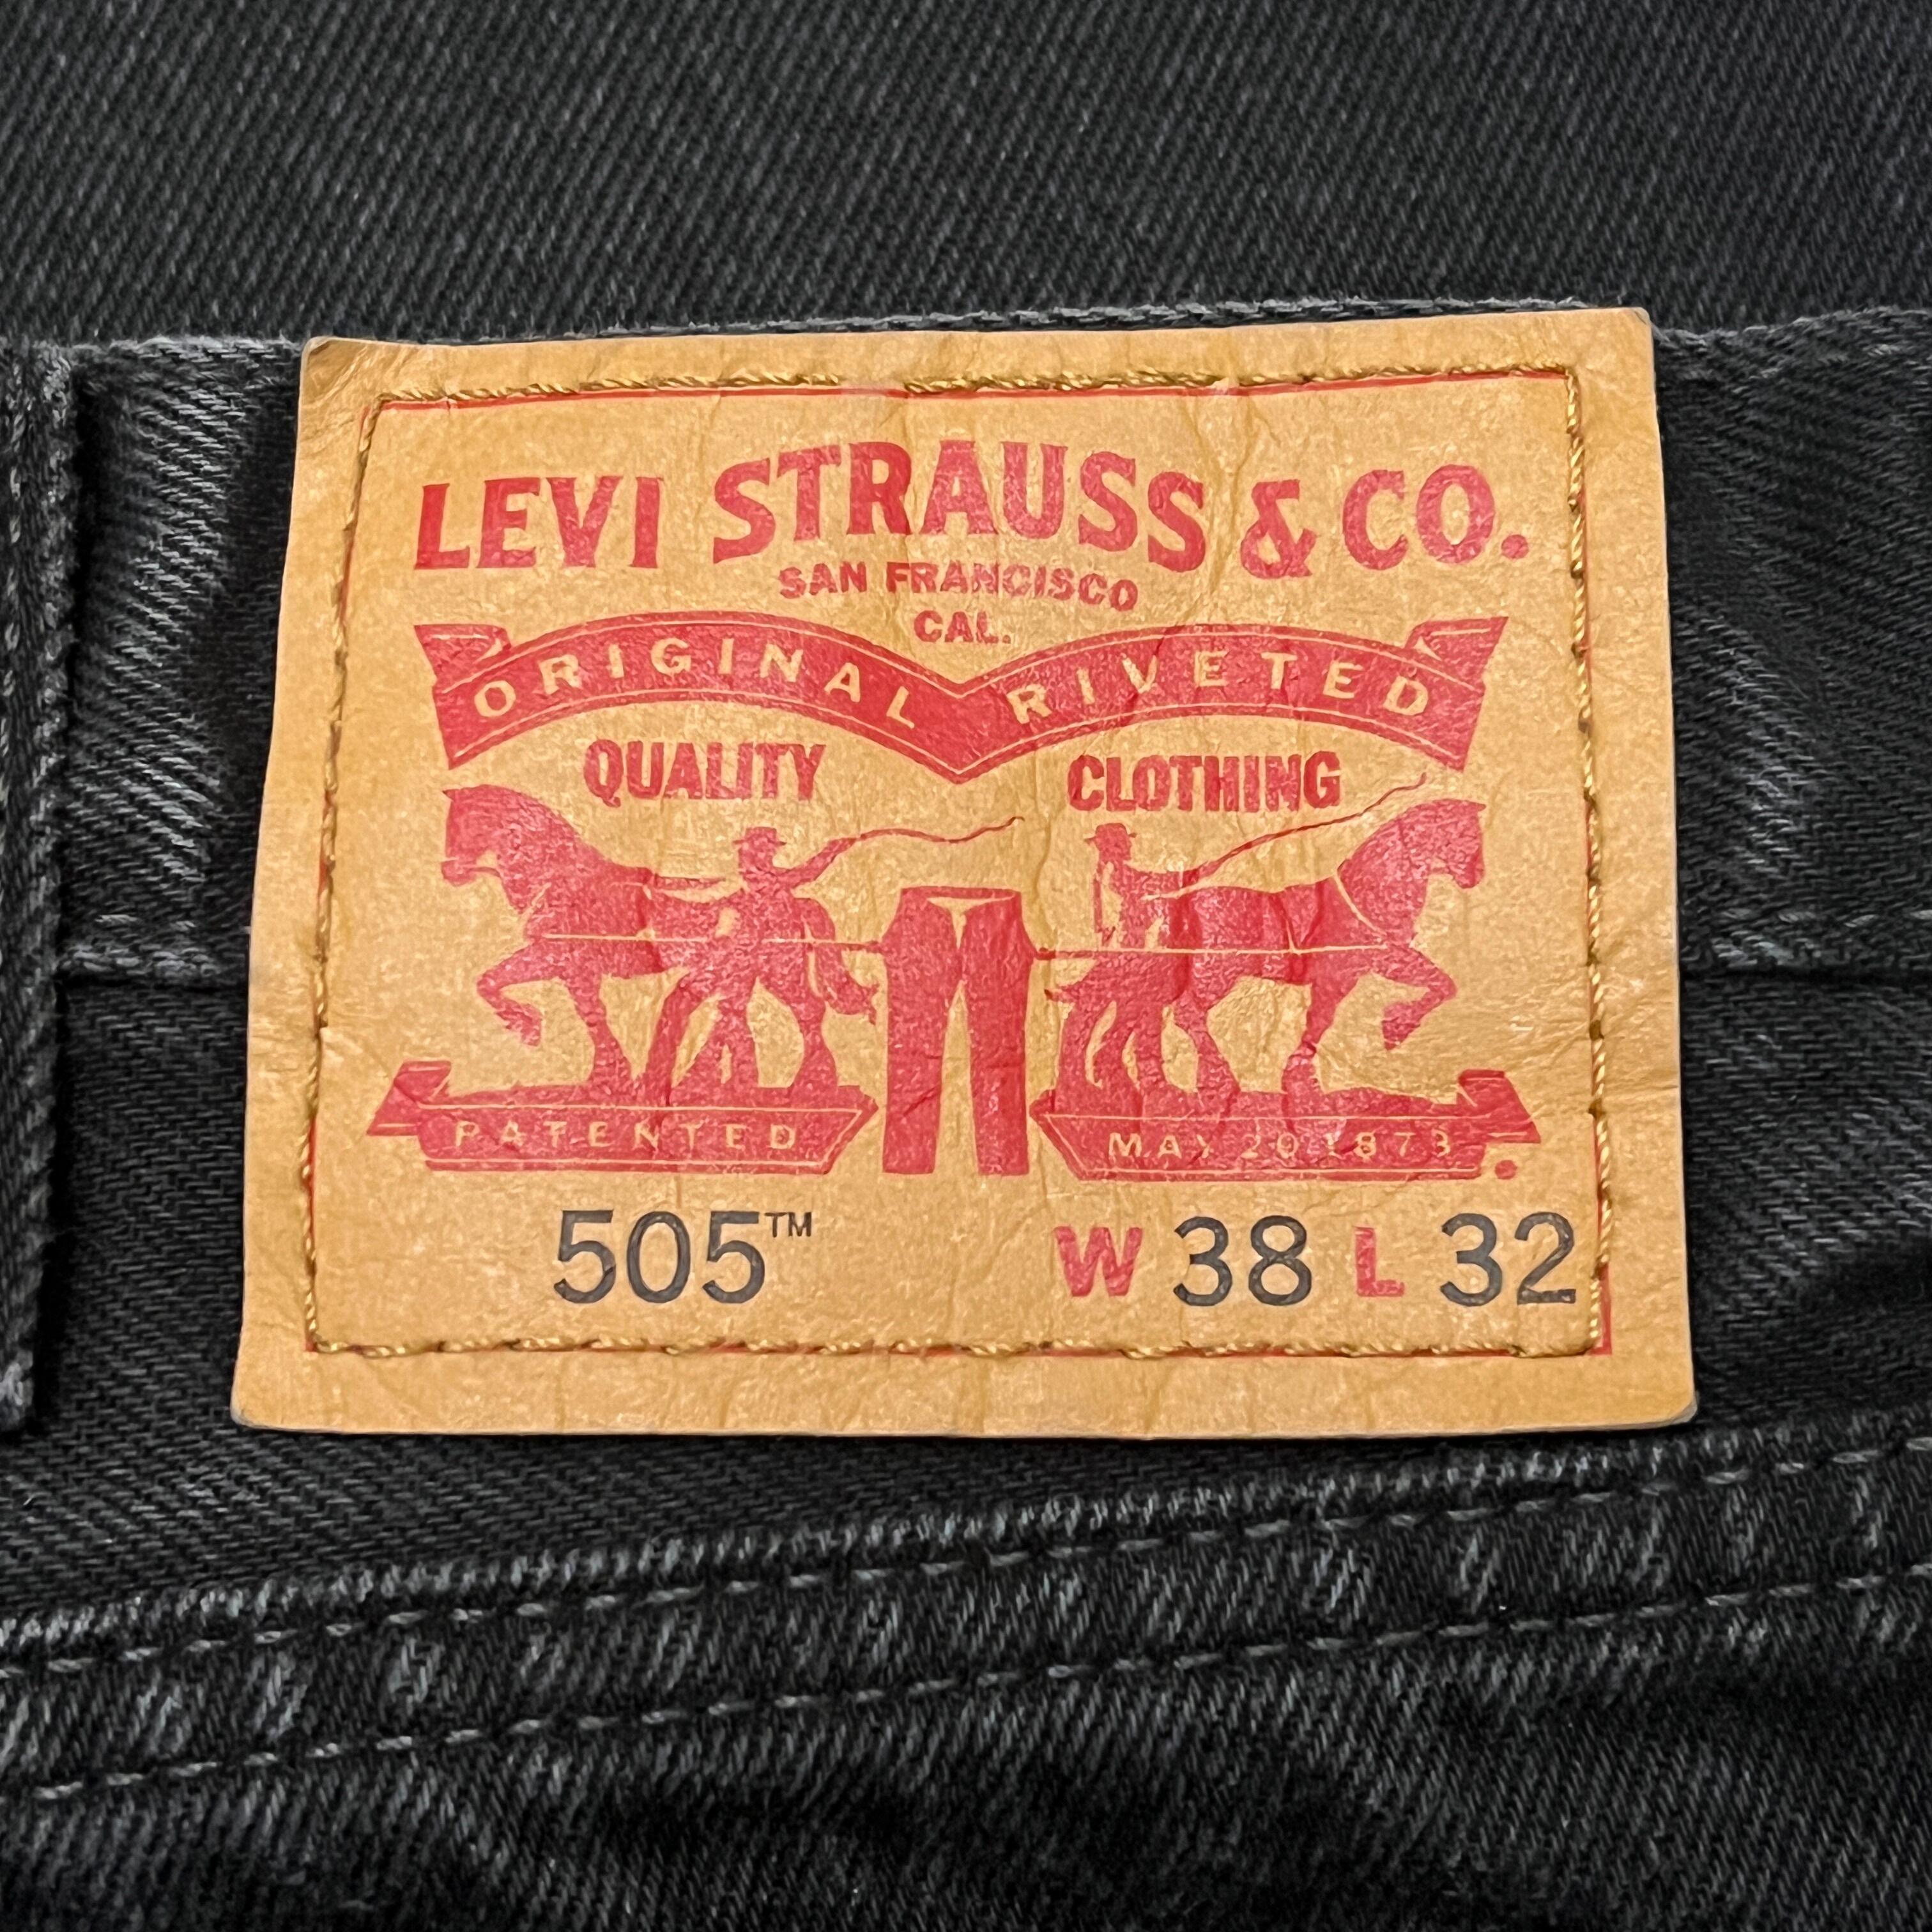 LEVI STRAUSS & CO.
SAN FRANCISCO
CAL.
ORIGINAL RIVETED
QUALITY CLOTHING
PATENTED MAY 20 1873
505™ W 38 L 32